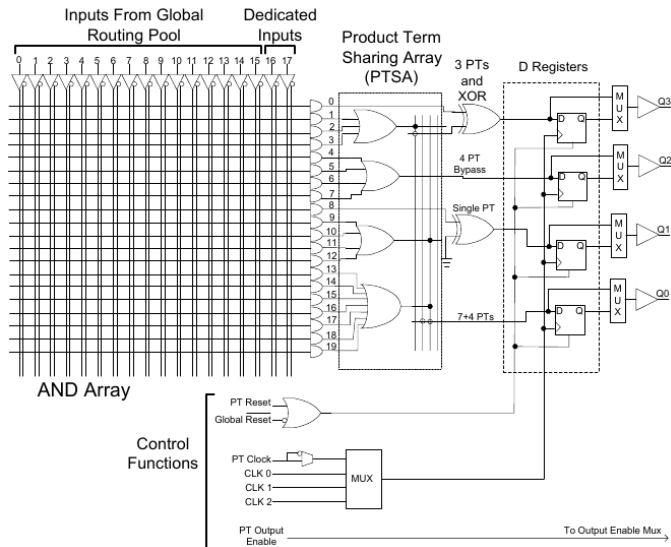 Inputs From Global
Routing Pool
Dedicated
Inputs
0 1 2 3 4 5 6 7 8 9 10 11 12 13 14 15 16 17
Product Term
Sharing Array
(PTSA)
3 PTs
and
XOR
D Registers
0
1
2
3
4
5
6
7
8
9
10
11
12
13
14
15
16
17
18
19
4 PT
Bypass
Single PT
7+4 PTs
D Q
D Q
D Q
D Q
MUX
MUX
MUX
MUX
Q3
Q2
Q1
Q0
AND Array
Control
Functions
PT Reset
Global Reset
PT Clock
CLK 0
CLK 1
CLK 2
MUX
PT Output
Enable
To Output Enable Mux